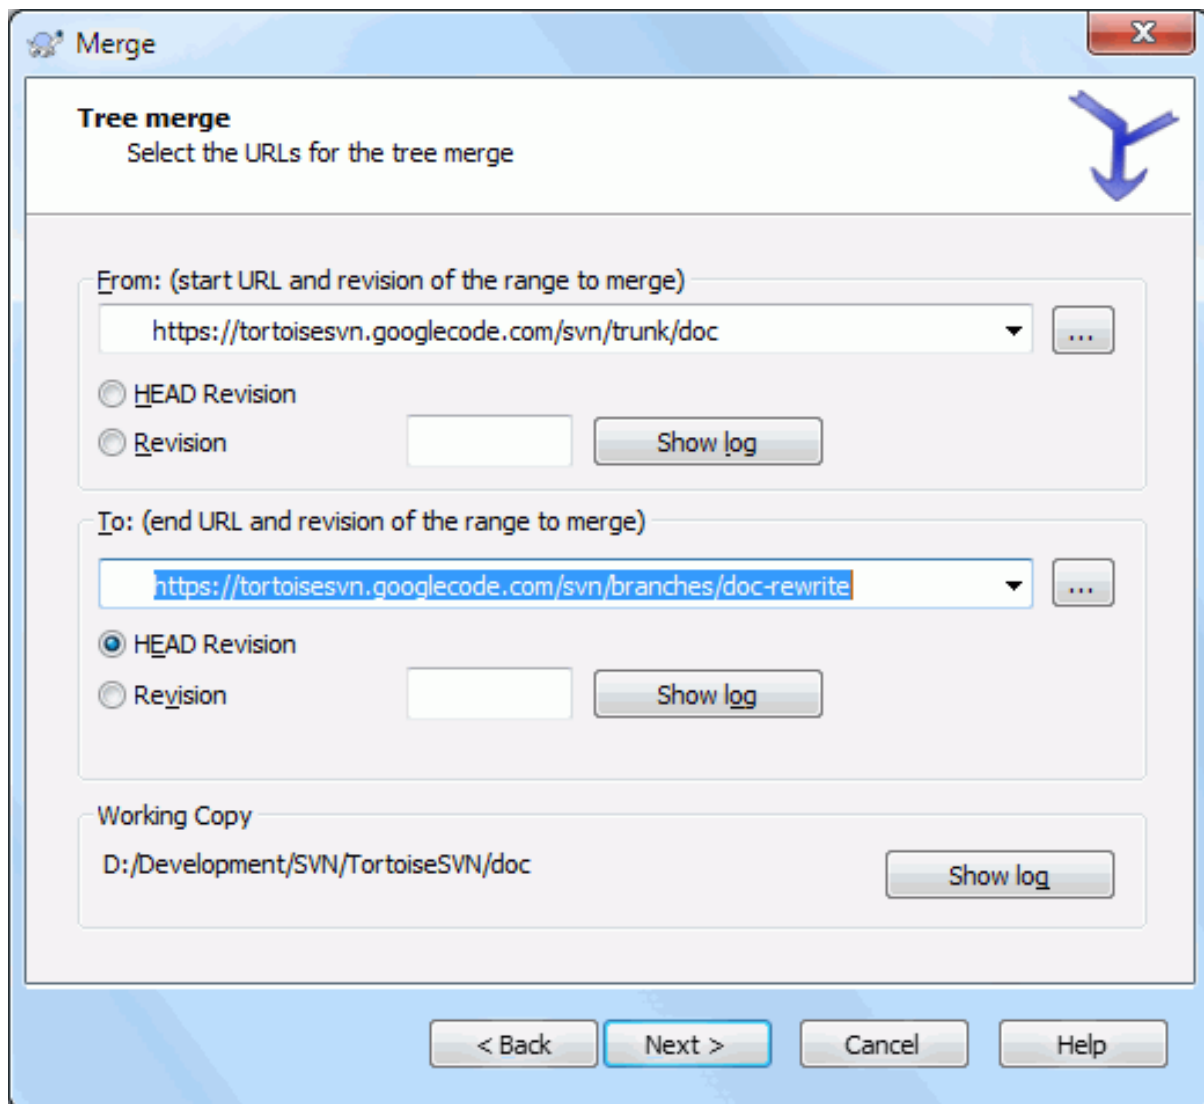 Merge
Tree merge
Select the URLs for the tree merge
From: (start URL and revision of the range to merge)
https://tortoisesvn.googlecode.com/svn/trunk/doc
...
HEAD Revision
Revision
Show log
To: (end URL and revision of the range to merge)
https://tortoisesvn.googlecode.com/svn/branches/doc-rewrite
...
HEAD Revision
Revision
Show log
Working Copy
D:/Development/SVN/TortoiseSVN/doc
Show log
< Back Next > Cancel Help